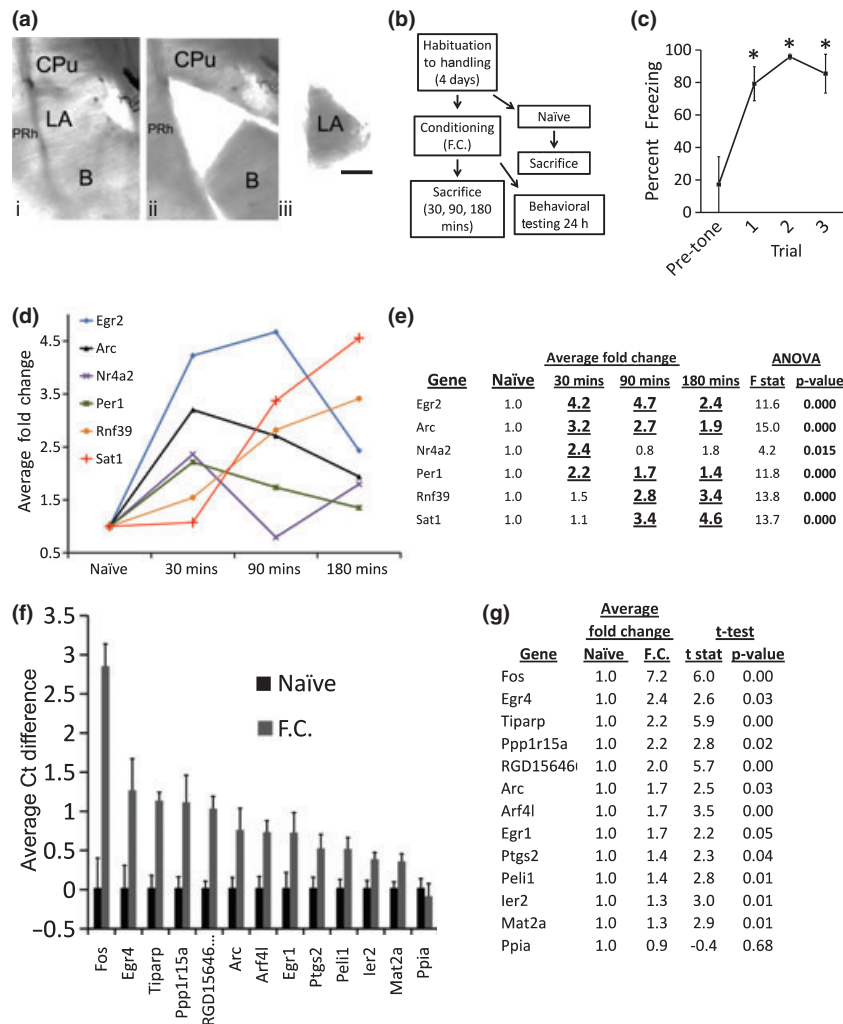 (a)
CPu
LA
PRh
B
i
CPu
PRh
B
ii
LA
iii
(b)
Habituation
to handling
(4 days)
Naïve
Conditioning
(F.C.)
Sacrifice
Sacrifice
(30, 90, 180
mins)
Behavioral
testing 24 h
(c)
Percent Freezing
100
80
60
40
20
0
* * *
Pre-tone 1 2 3
Trial
(d)
Average fold change
4.5
3.5
2.5
1.5
0.5
Egr2
Arc
Nr4a2
Per1
Rnf39
Sat1
Naïve 30 mins 90 mins 180 mins
(e)
Average fold change ANOVA
Gene Naïve 30 mins 90 mins 180 mins F stat p-value
Egr2 1.0 4.2 4.7 2.4 11.6 0.000
Arc 1.0 3.2 2.7 1.9 15.0 0.000
Nr4a2 1.0 2.4 0.8 1.8 4.2 0.015
Per1 1.0 2.2 1.7 1.4 11.8 0.000
Rnf39 1.0 1.5 2.8 3.4 13.8 0.000
Sat1 1.0 1.1 3.4 4.6 13.7 0.000
(f)
Average Ct difference
3.5
3
2.5
2
1.5
1
0.5
0
−0.5
Naïve
F.C.
Fos Egr4 Tiparp Ppp1r15a RGD15646... Arc Arf4l Egr1 Ptgs2 Peli1 Ier2 Mat2a Ppia
(g)
Average
fold change t-test
Gene Naïve F.C. t stat p-value
Fos 1.0 7.2 6.0 0.00
Egr4 1.0 2.4 2.6 0.03
Tiparp 1.0 2.2 5.9 0.00
Ppp1r15a 1.0 2.2 2.8 0.02
RGD15646 1.0 2.0 5.7 0.00
Arc 1.0 1.7 2.5 0.03
Arf4l 1.0 1.7 3.5 0.00
Egr1 1.0 1.7 2.2 0.05
Ptgs2 1.0 1.4 2.3 0.04
Peli1 1.0 1.4 2.8 0.01
Ier2 1.0 1.3 3.0 0.01
Mat2a 1.0 1.3 2.9 0.01
Ppia 1.0 0.9 -0.4 0.68